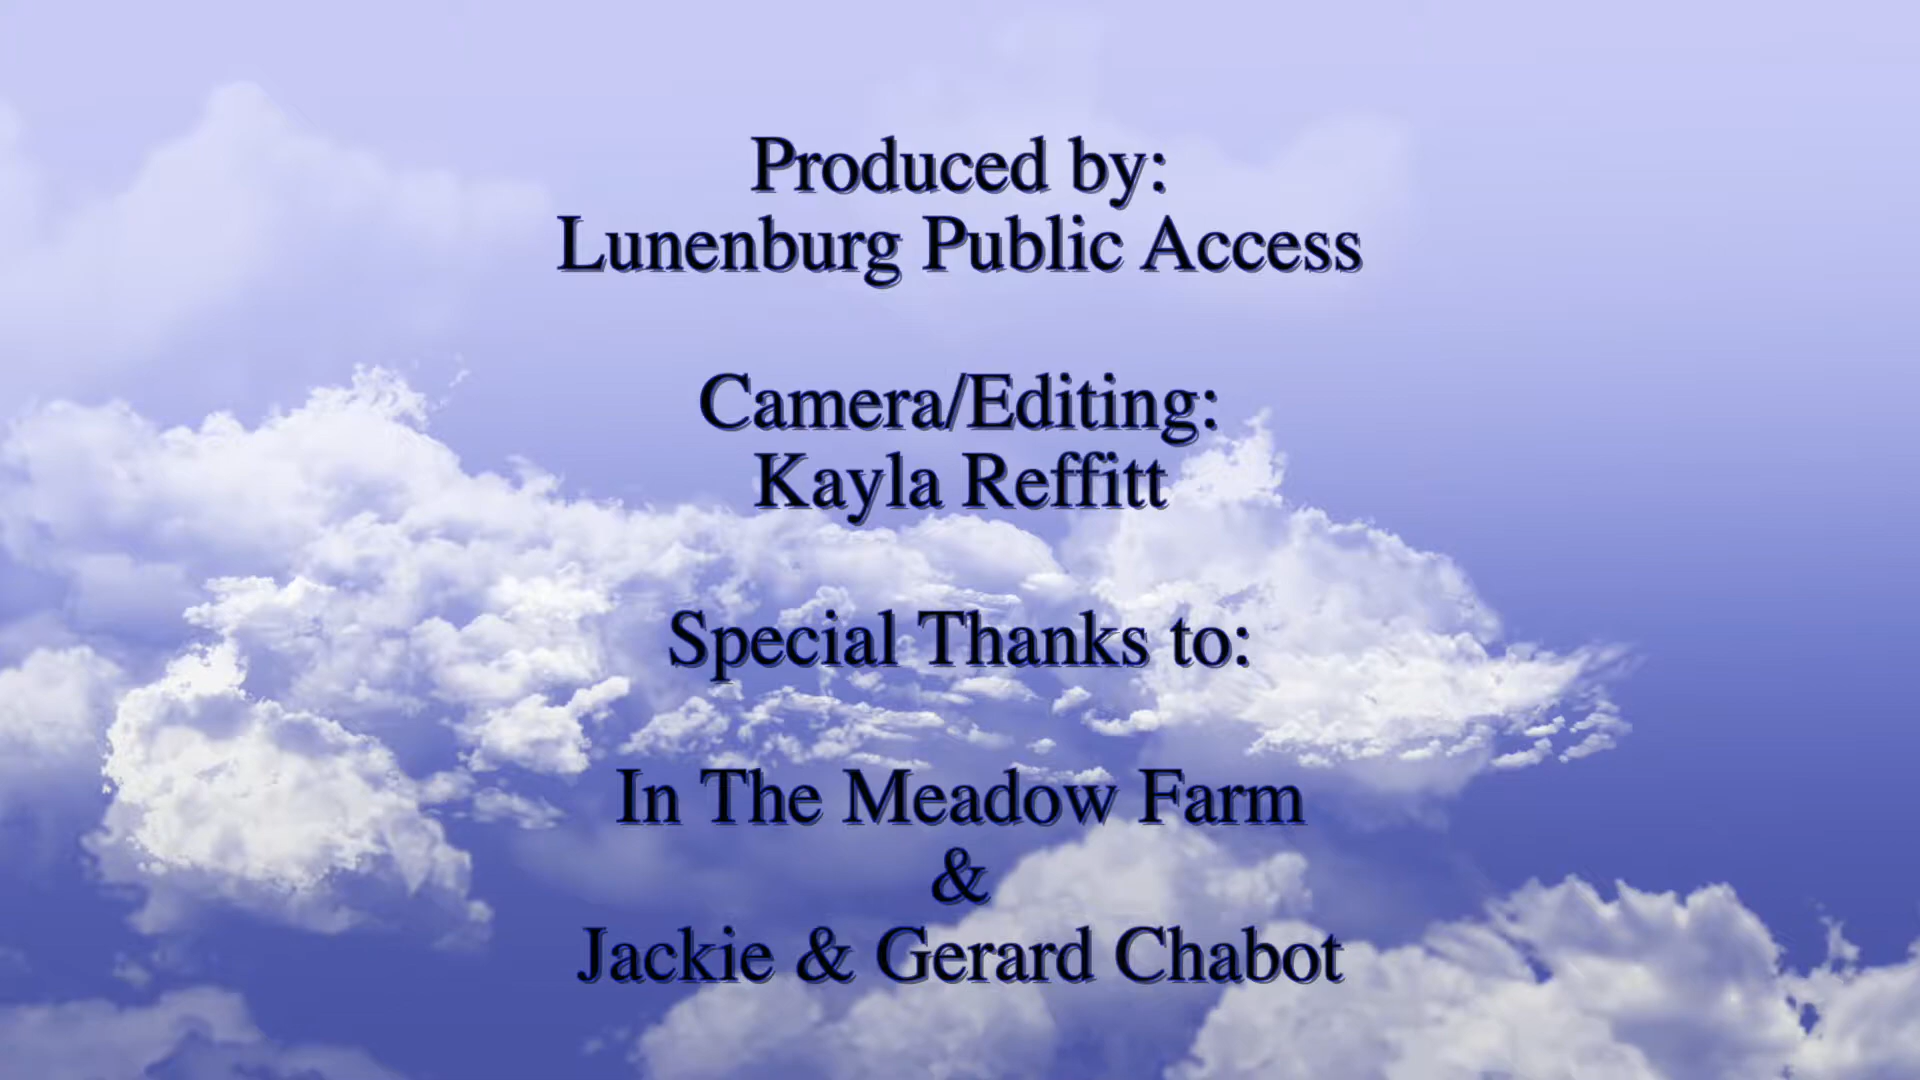 Produced by:
Lunenburg Public Access
Camera/Editing:
Kayla Reffitt
Special Thanks to:
In The Meadow Farm
&
Jackie & Gerard Chabot